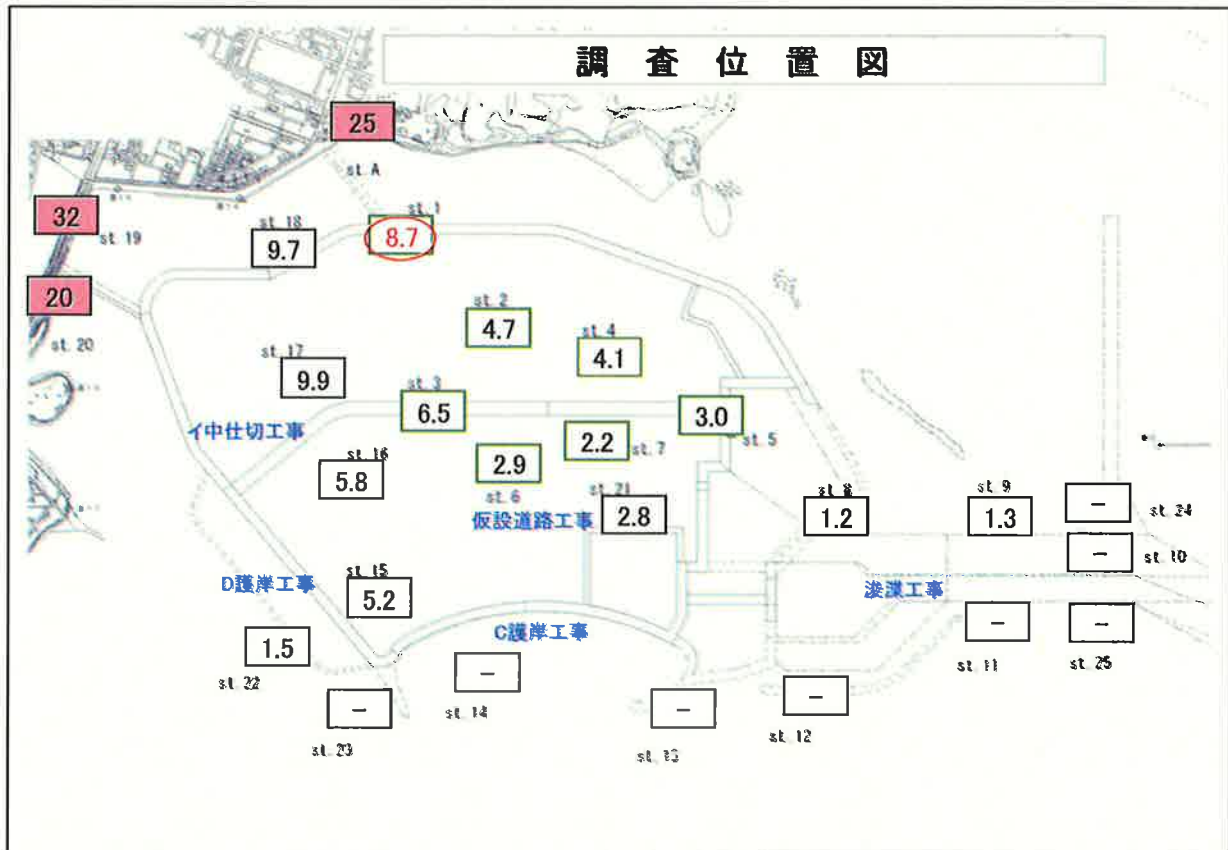 調査位置図
25
st. A
32
st. 19
st. 18
9.7
st. 1
8.7
20
st. 20
st. 2
4.7
st. 4
4.1
st. 17
9.9
st. 3
6.5
3.0
st. 5
イ中仕切工事
2.2
st. 7
st. 16
5.8
2.9
st. 6
st. 21
2.8
仮設道路工事
st. 8
1.2
st. 9
1.3
－
st. 24
－
st. 10
D護岸工事
st. 15
5.2
浚渫工事
C護岸工事
－
st. 11
－
st. 25
1.5
st. 22
－
st. 14
－
st. 23
－
st. 13
－
st. 12